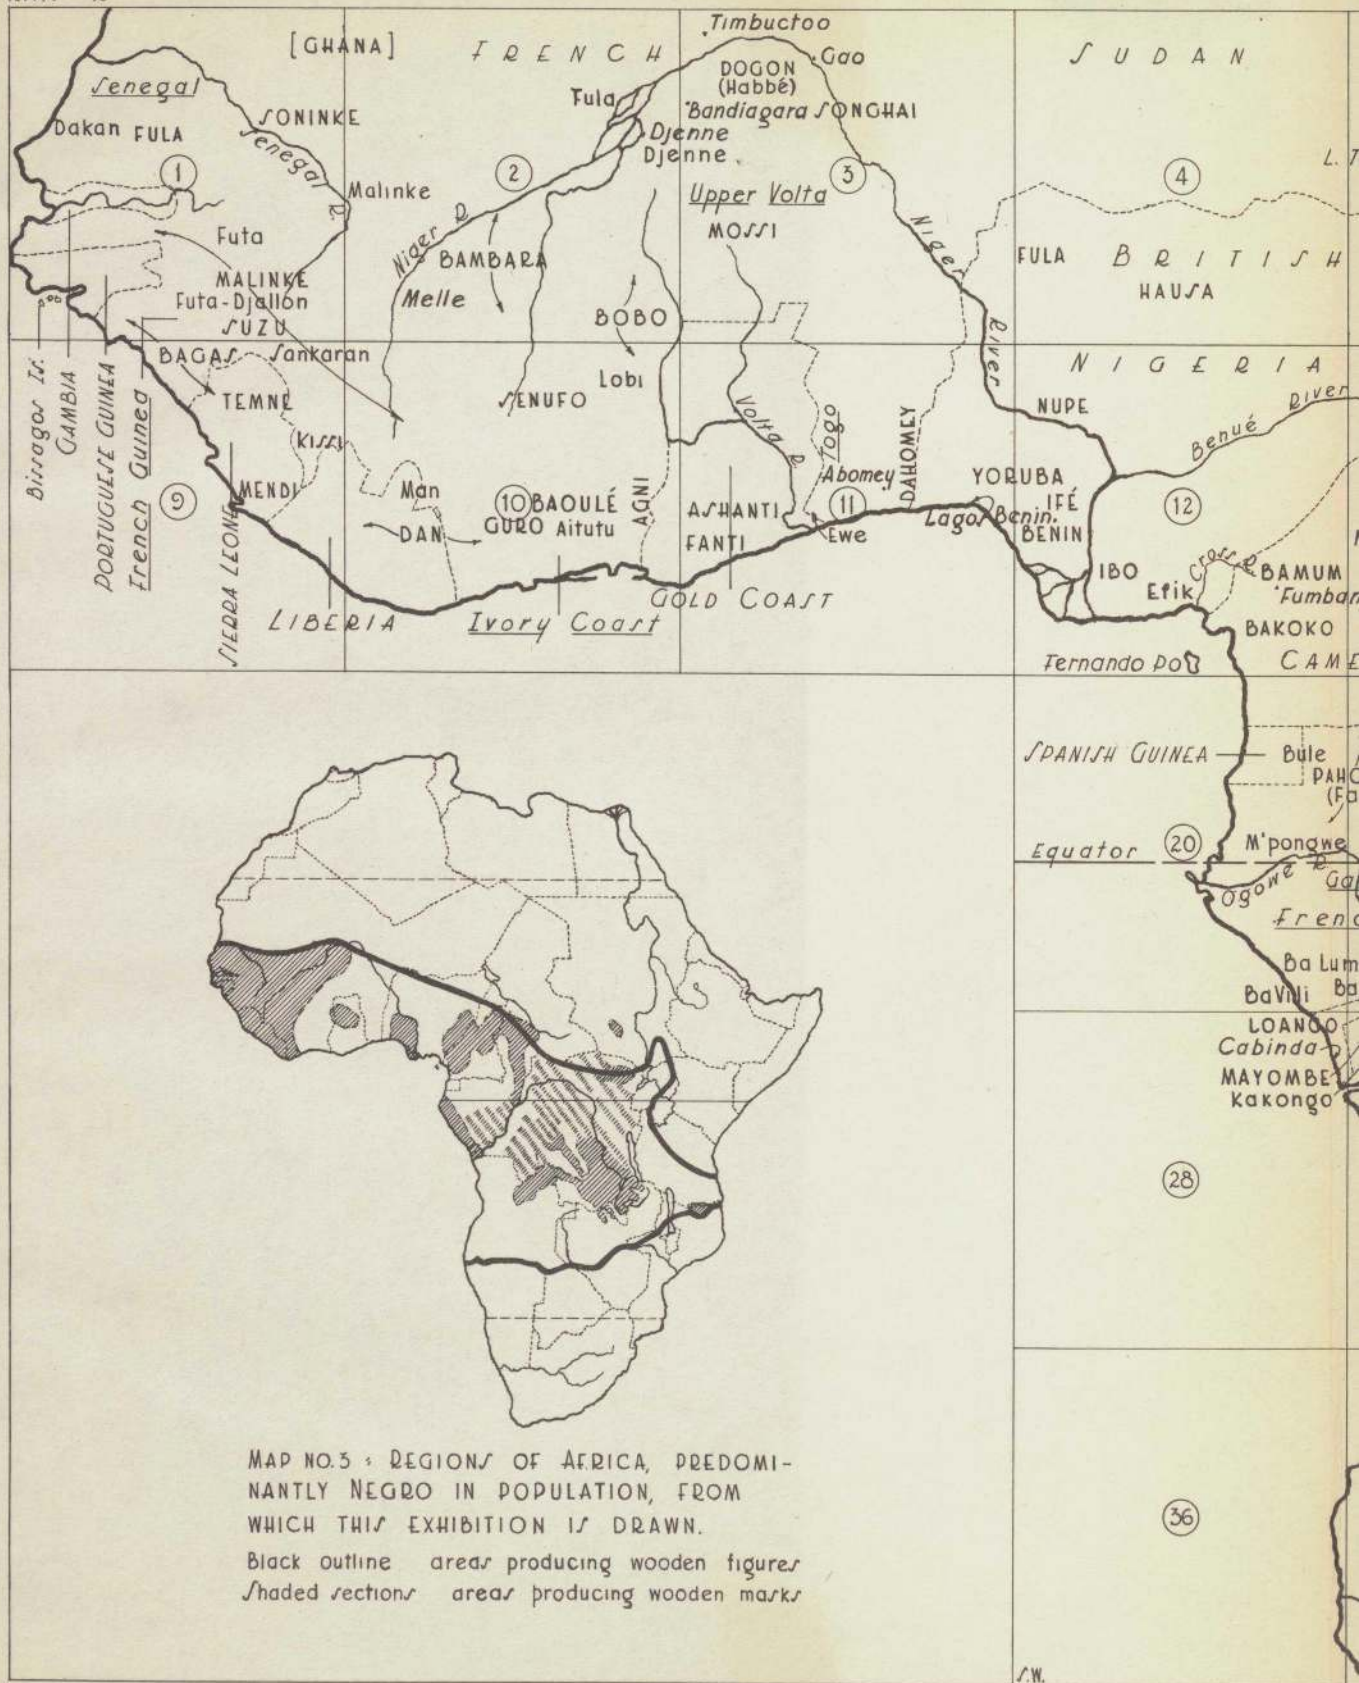 [GHANA]
FRENCH
SUDAN
Timbuctoo
Gao
DOGON
(Habbé)
Bandiagara SONGHAI
Senegal
Dakan FULA
SONINKE
Senegal R.
Malinke
Fula
Djenne
Djenne
1
2
3
4
Upper Volta
MOSSI
Niger R.
BAMBARA
Melle
Niger River
FULA
BRITISH
HAUSA
NIGERIA
Futa
MALINKE
Futa-Djallon
SUZU
BAGAS
Sankaran
TEMNE
KISSI
BOBO
Lobi
SENUFO
Volta R.
Togo
DAHOMEY
NUPE
Benué River
Bissagos Is.
GAMBIA
PORTUGUESE GUINEA
French Guinea
9
MENDI
SIERRA LEONE
Man
DAN
10
BAOULÉ
GURO Aitutu
AGNI
ASHANTI
FANTI
Abomey
11
Ewe
YORUBA
IFÉ
Lagos
Benin
BENIN
12
IBO
Efik
Cross R.
BAMUM
Fumban
BAKOKO
LIBERIA
Ivory Coast
GOLD COAST
Fernando Po
CAME
SPANISH GUINEA
Bule
PAHO
(Fa
Equator
20
M'pongwe
Ogowe R.
Ga
Frenc
Ba Lum
BaVili
Ba
LOANGO
Cabinda
MAYOMBE
Kakongo
28
36
MAP NO. 3 : REGIONS OF AFRICA, PREDOMI-
NANTLY NEGRO IN POPULATION, FROM
WHICH THIS EXHIBITION IS DRAWN.
Black outline areas producing wooden figures
Shaded sections areas producing wooden masks
S.W.